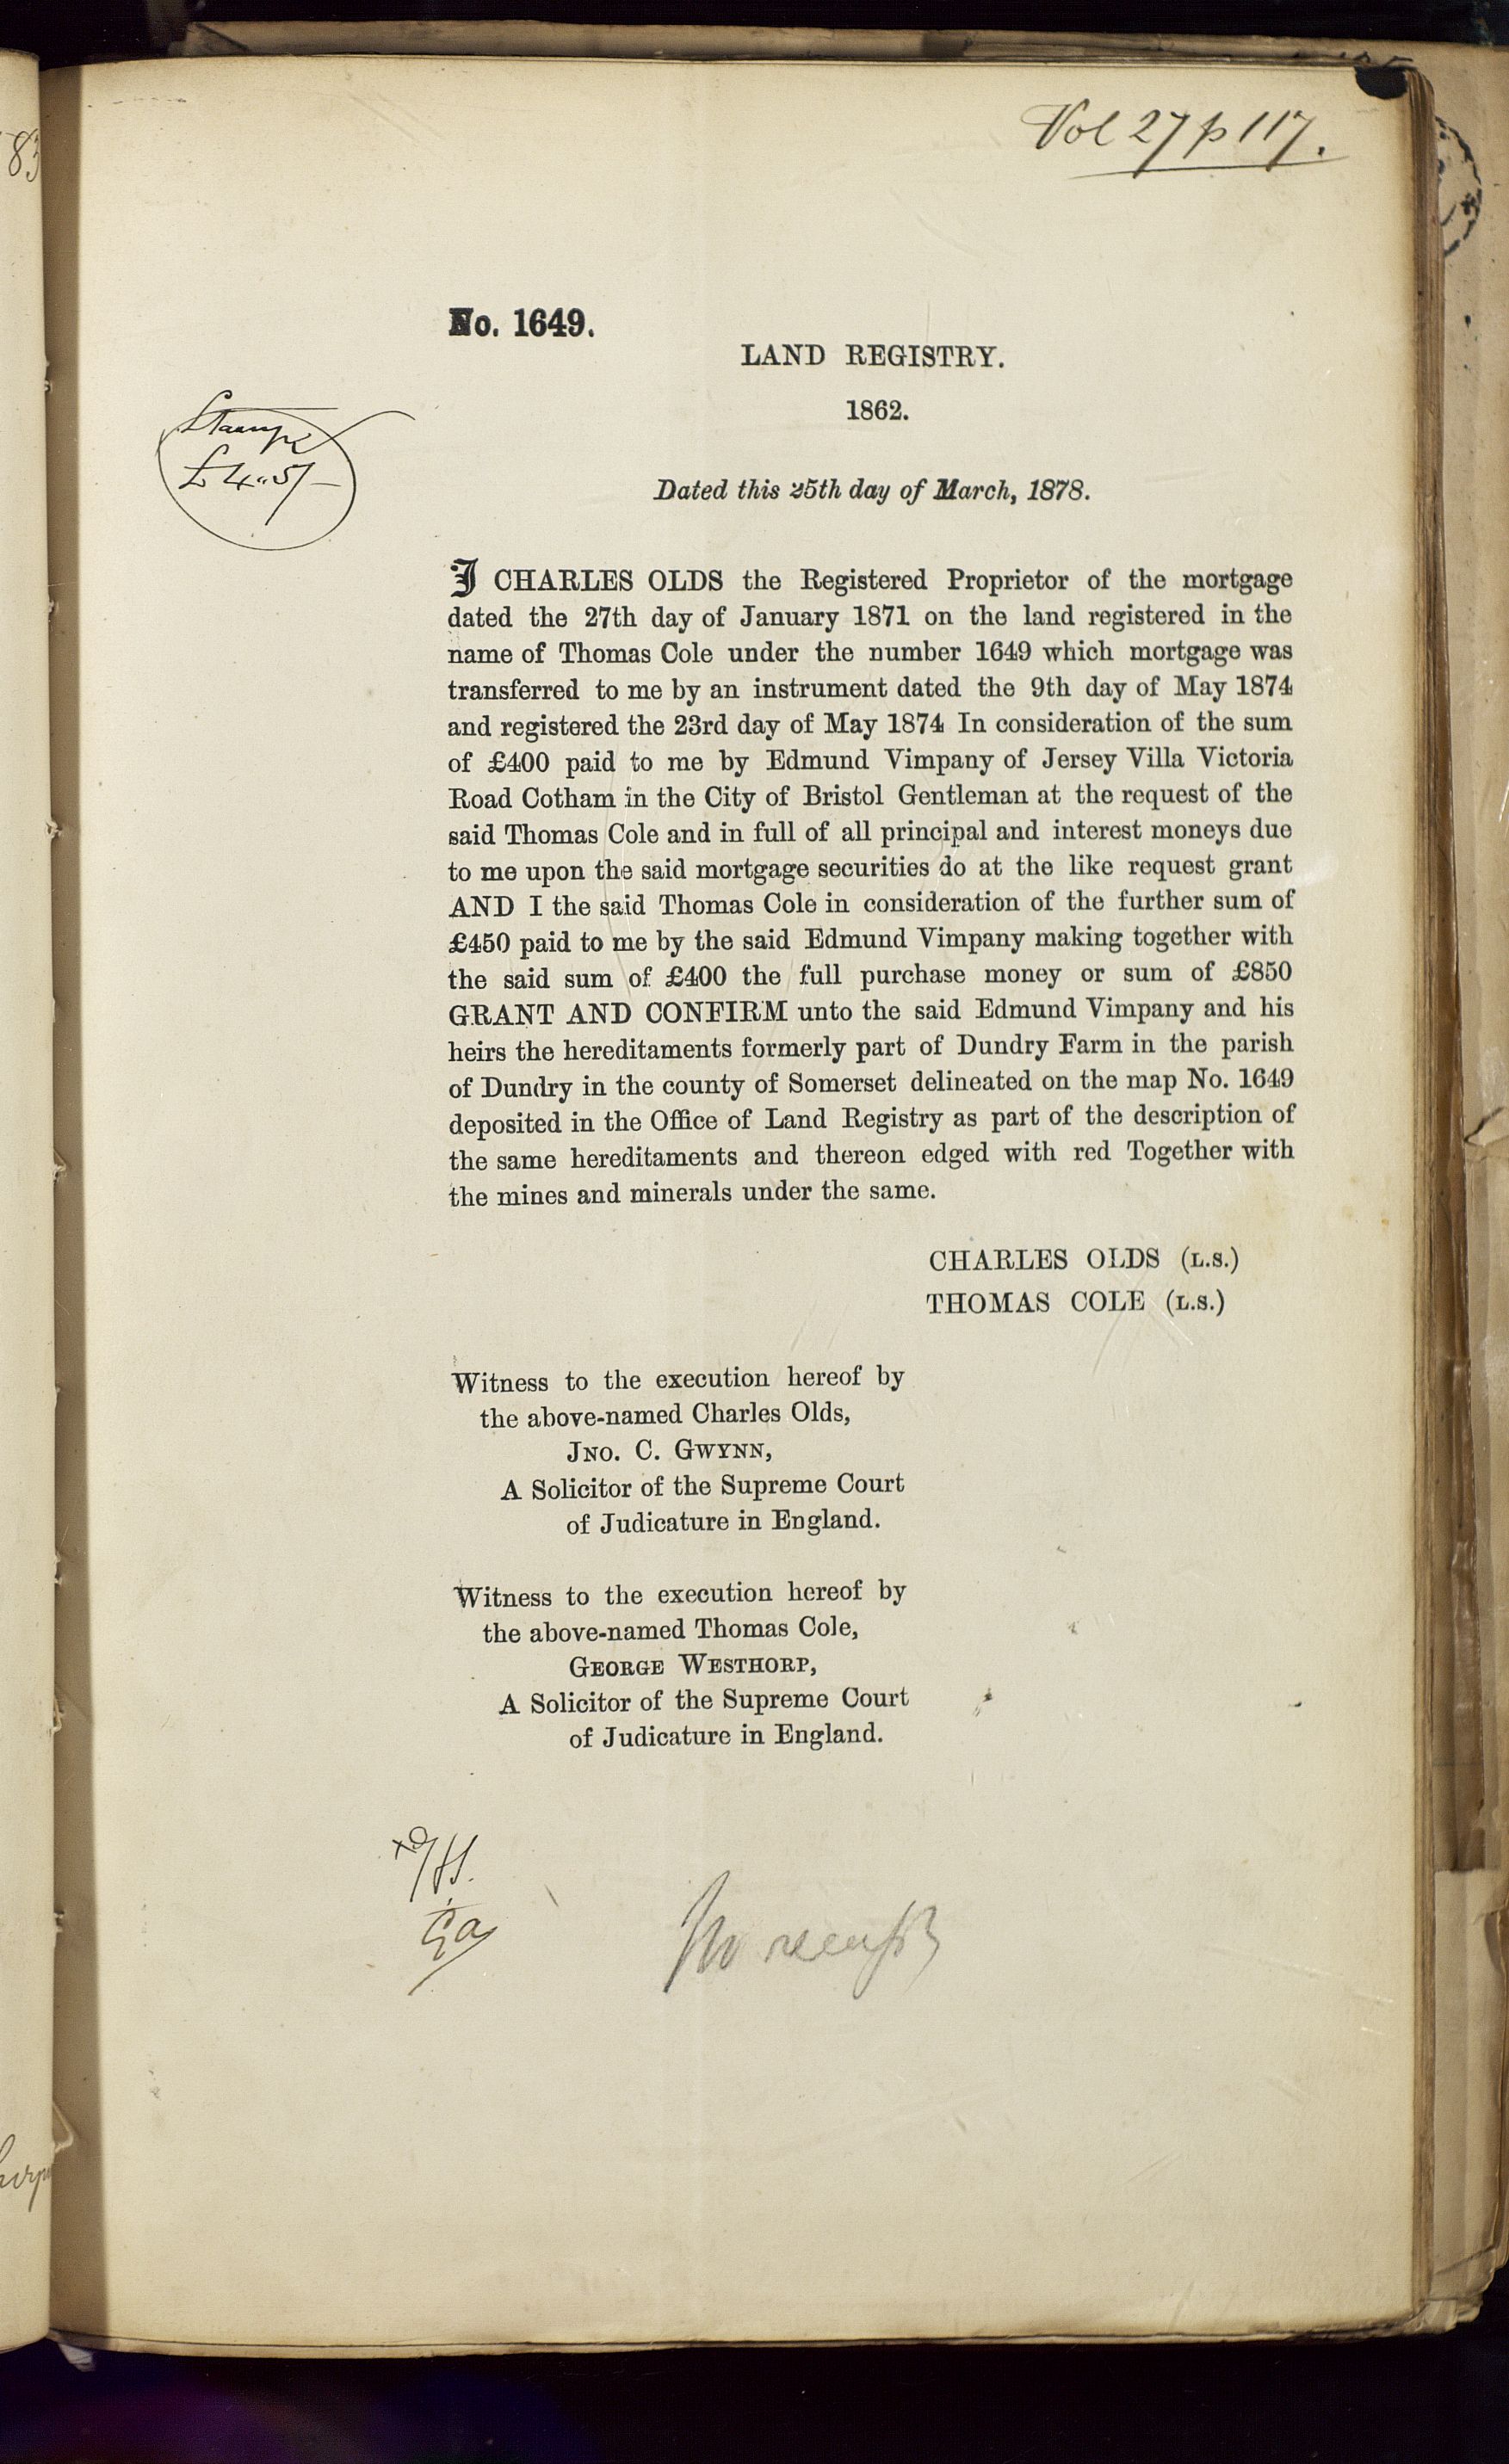 Vol 27 p 117.
No. 1649.
LAND REGISTRY.
1862.
Stamp
£4.. 5/-
Dated this 25th day of March, 1878.
I CHARLES OLDS the Registered Proprietor of the mortgage
dated the 27th day of January 1871 on the land registered in the
name of Thomas Cole under the number 1649 which mortgage was
transferred to me by an instrument dated the 9th day of May 1874
and registered the 23rd day of May 1874 In consideration of the sum
of £400 paid to me by Edmund Vimpany of Jersey Villa Victoria
Road Cotham in the City of Bristol Gentleman at the request of the
said Thomas Cole and in full of all principal and interest moneys due
to me upon the said mortgage securities do at the like request grant
AND I the said Thomas Cole in consideration of the further sum of
£450 paid to me by the said Edmund Vimpany making together with
the said sum of £400 the full purchase money or sum of £850
GRANT AND CONFIRM unto the said Edmund Vimpany and his
heirs the hereditaments formerly part of Dundry Farm in the parish
of Dundry in the county of Somerset delineated on the map No. 1649
deposited in the Office of Land Registry as part of the description of
the same hereditaments and thereon edged with red Together with
the mines and minerals under the same.
CHARLES OLDS (L.S.)
THOMAS COLE (L.S.)
Witness to the execution hereof by
the above-named Charles Olds,
JNO. C. GWYNN,
A Solicitor of the Supreme Court
of Judicature in England.
Witness to the execution hereof by
the above-named Thomas Cole,
GEORGE WESTHORP,
A Solicitor of the Supreme Court
of Judicature in England.
No receipt